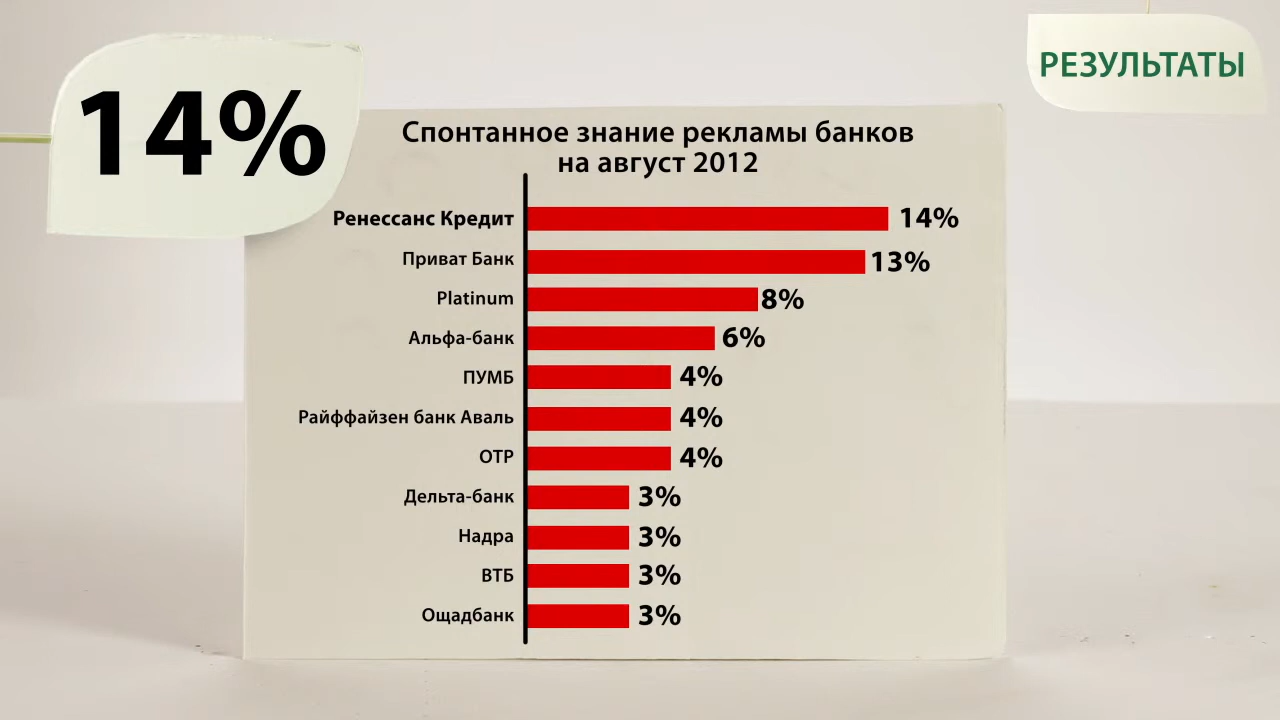 14%
РЕЗУЛЬТАТЫ
Спонтанное знание рекламы банков
на август 2012
Ренессанс Кредит 14%
Приват Банк 13%
Platinum 8%
Альфа-банк 6%
ПУМБ 4%
Райффайзен банк Аваль 4%
ОТР 4%
Дельта-банк 3%
Надра 3%
ВТБ 3%
Ощадбанк 3%